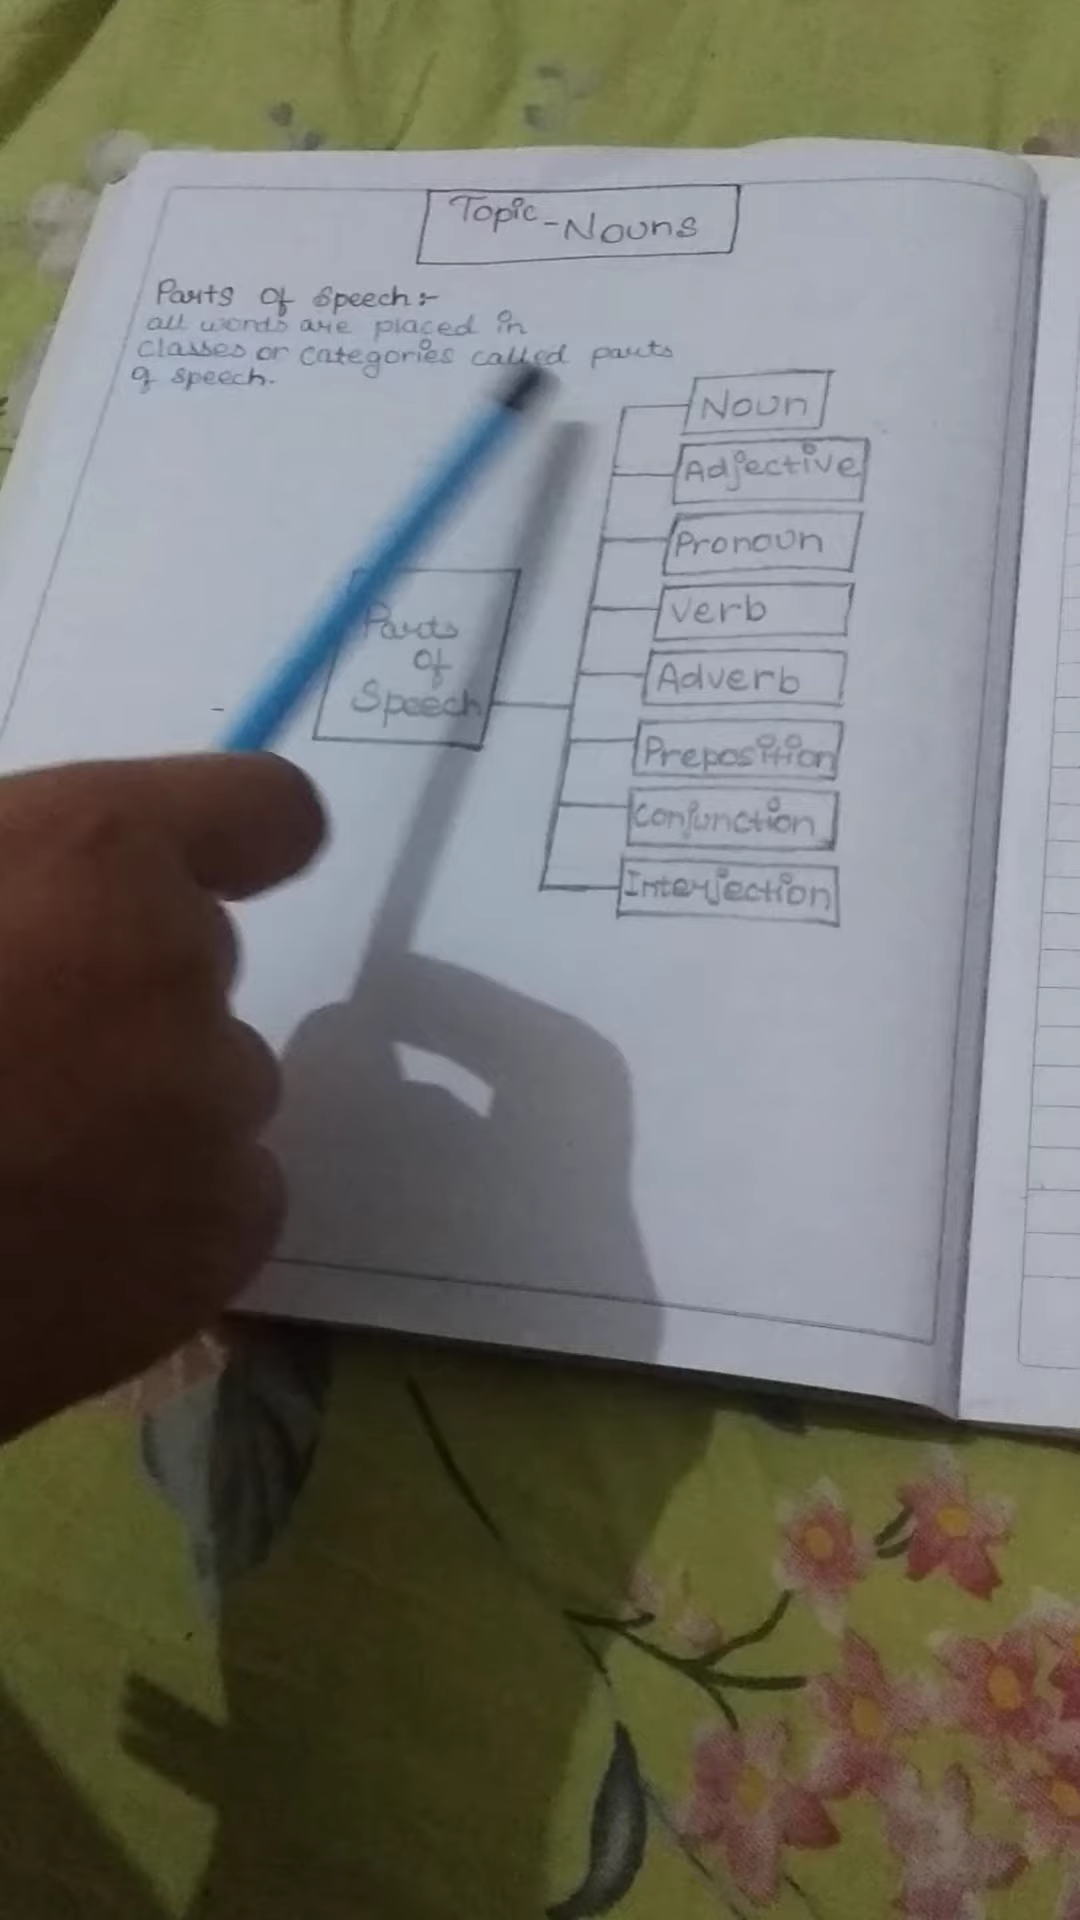 Topic - Nouns
Parts Of Speech :-
all words are placed in
classes or categories called parts
of speech.
Noun
Adjective
Pronoun
Parts
Of
Speech
Verb
Adverb
Preposition
Conjunction
Interjection